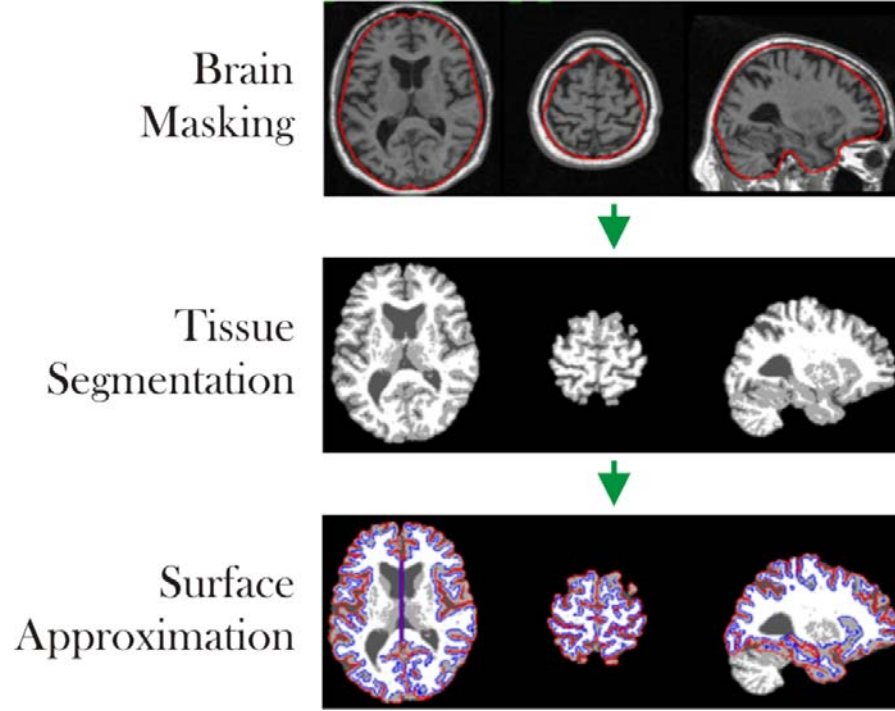 Brain
Masking
Tissue
Segmentation
Surface
Approximation